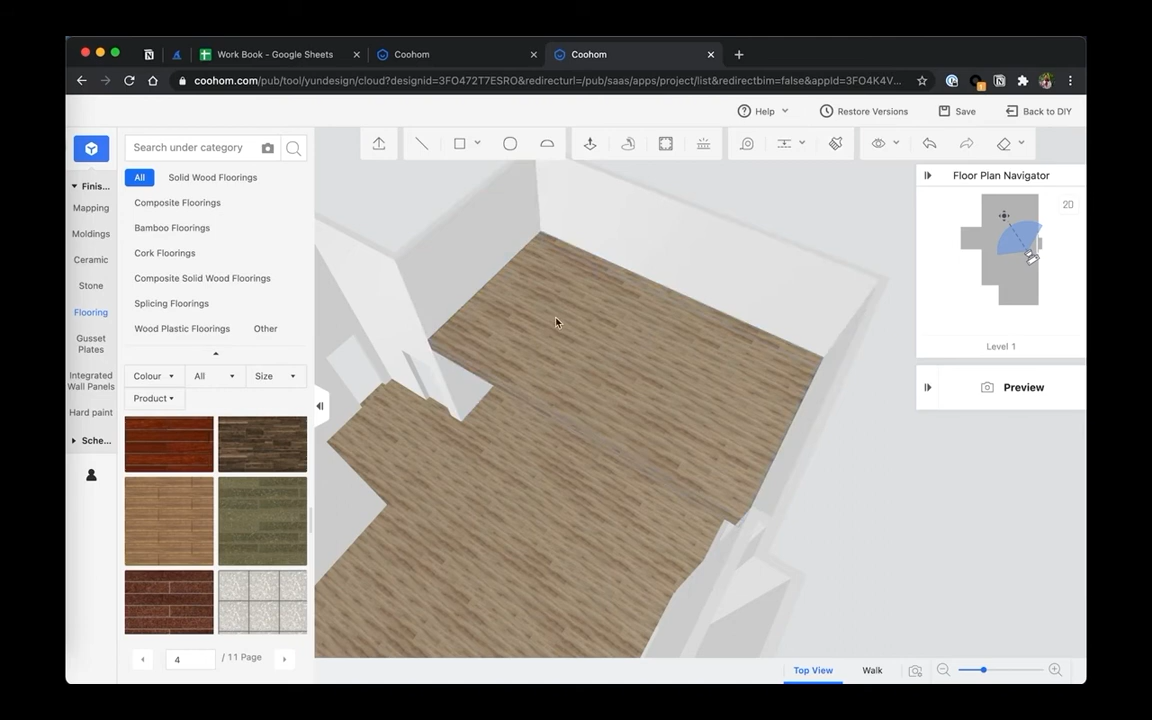 Work Book - Google Sheets
Coohom
Coohom
coohom.com/pub/tool/yundesign/cloud?designid=3FO472T7ESRO&redirecturl=/pub/saas/apps/project/list&redirectbim=false&appId=3FO4K4V...
Help
Restore Versions
Save
Back to DIY
Search under category
Finis...
Mapping
Moldings
Ceramic
Stone
Flooring
Gusset
Plates
Integrated
Wall Panels
Hard paint
Sche...
All
Solid Wood Floorings
Composite Floorings
Bamboo Floorings
Cork Floorings
Composite Solid Wood Floorings
Splicing Floorings
Wood Plastic Floorings
Other
Colour
All
Size
Product
4
/ 11 Page
Floor Plan Navigator
2D
Level 1
Preview
Top View
Walk